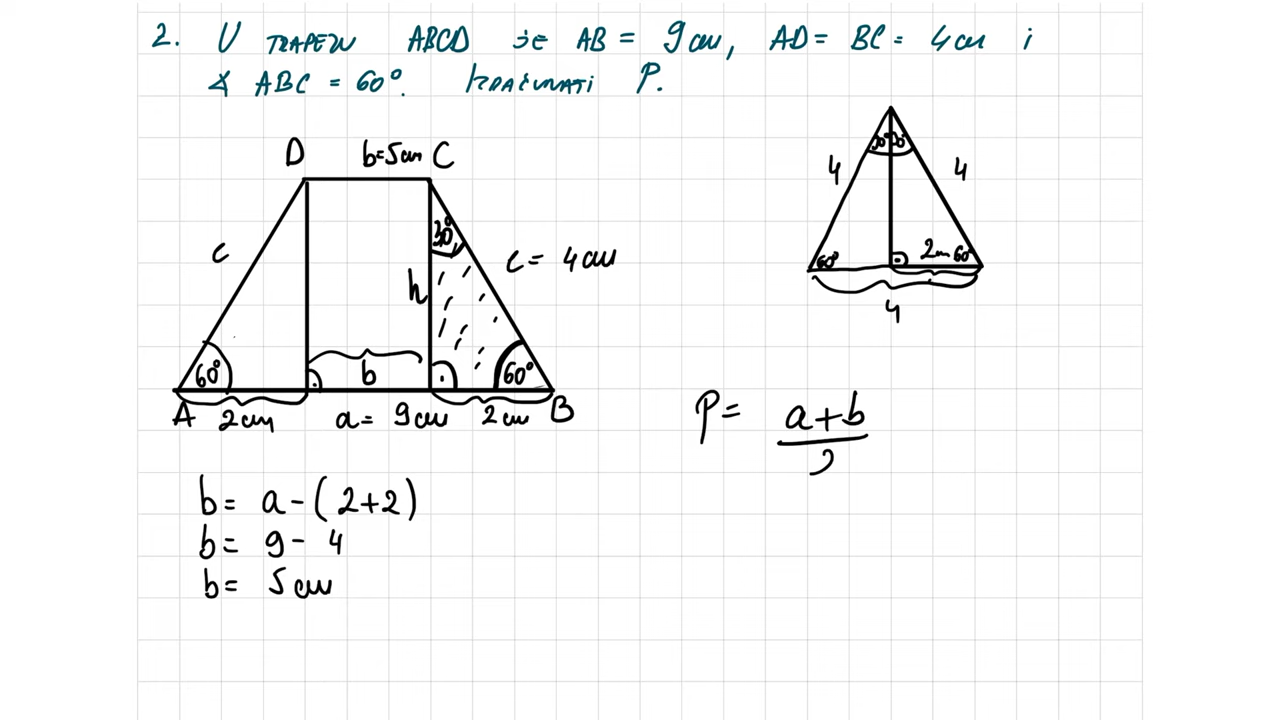 2. U TRAPEZU ABCD JE AB = 9cm, AD = BC = 4cm i
∢ ABC = 60°. IZRAČUNATI P.
D b=5cm C
30° 30°
4 4
c 30° c = 4cm
h
60° 2cm 60°
4
60° b 60°
A 2cm a = 9cm 2cm B
P = a+b
2
b = a - (2+2)
b = 9 - 4
b = 5cm